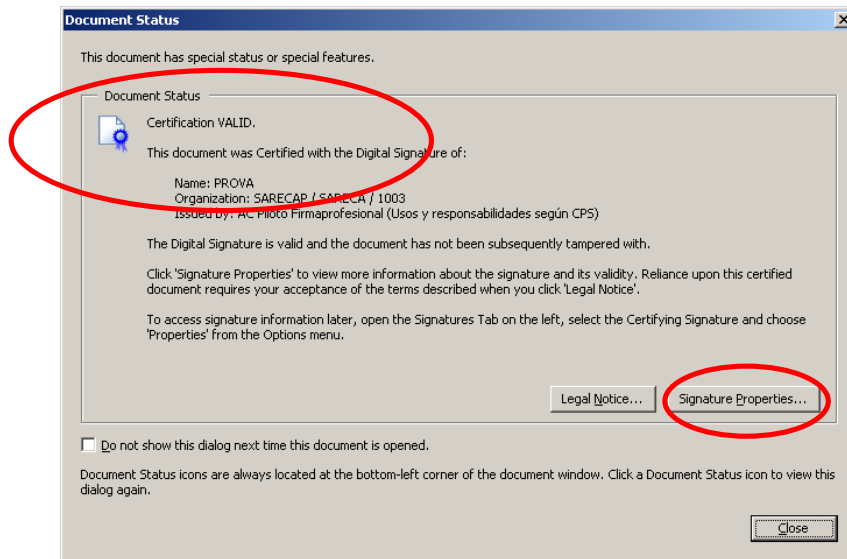 Document Status
This document has special status or special features.
Document Status
Certification VALID.
This document was Certified with the Digital Signature of:
Name: PROVA
Organization: SARECAP / SARECA / 1003
Issued by: AC Piloto Firmaprofesional (Usos y responsabilidades según CPS)
The Digital Signature is valid and the document has not been subsequently tampered with.
Click 'Signature Properties' to view more information about the signature and its validity. Reliance upon this certified
document requires your acceptance of the terms described when you click 'Legal Notice'.
To access signature information later, open the Signatures Tab on the left, select the Certifying Signature and choose
'Properties' from the Options menu.
Legal Notice... Signature Properties...
Do not show this dialog next time this document is opened.
Document Status icons are always located at the bottom-left corner of the document window. Click a Document Status icon to view this
dialog again.
Close